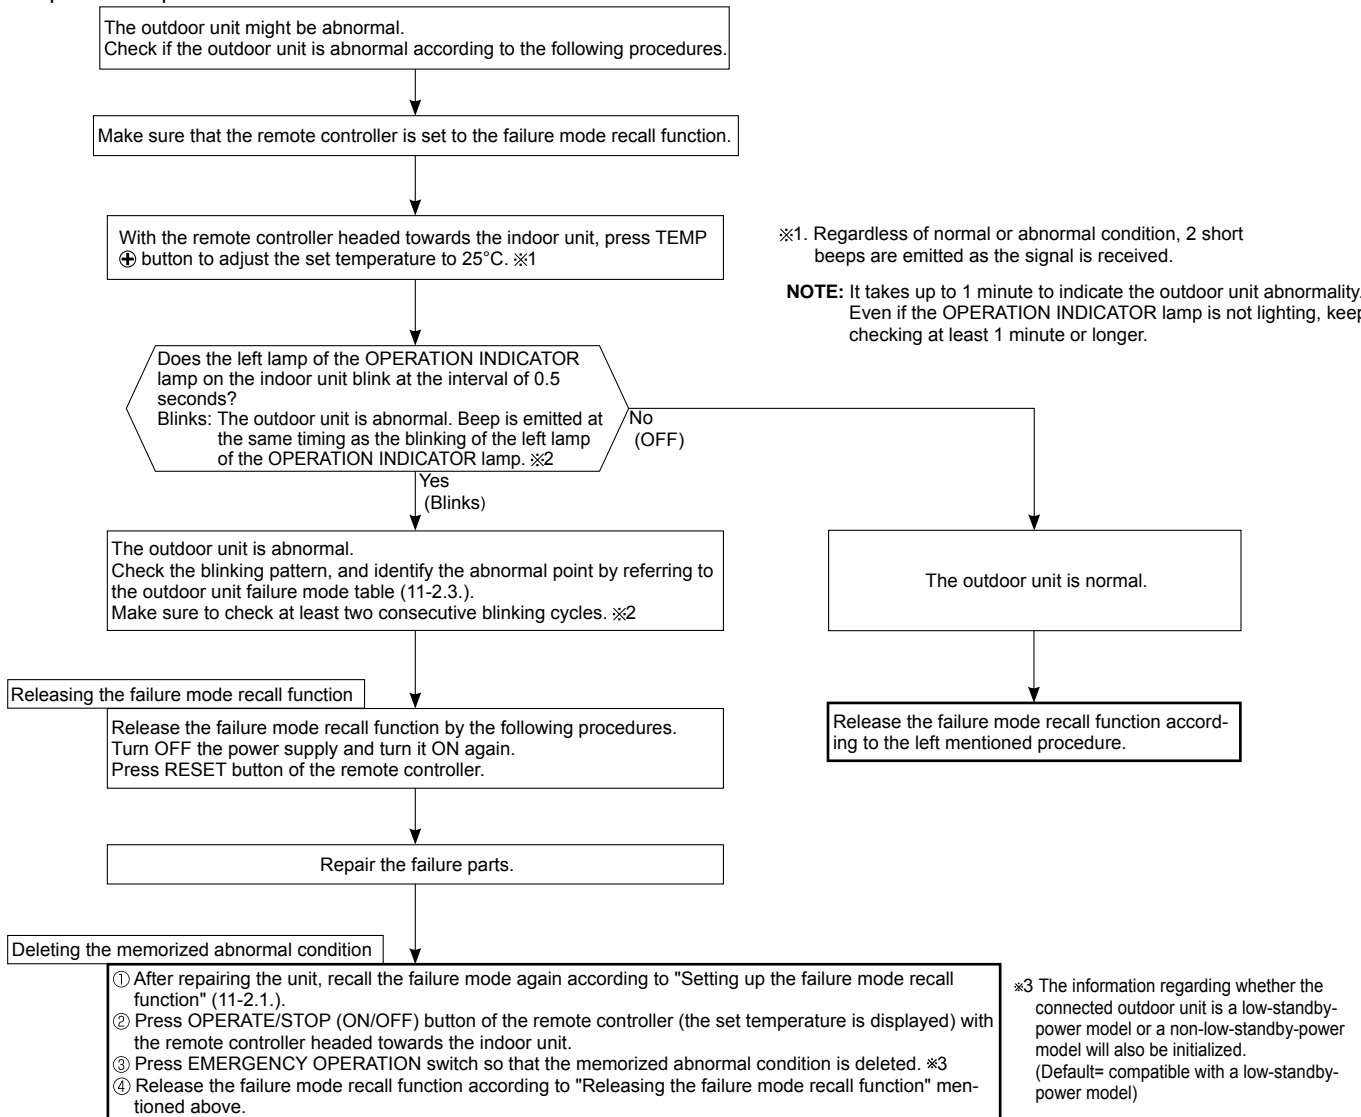 The outdoor unit might be abnormal.
Check if the outdoor unit is abnormal according to the following procedures.
Make sure that the remote controller is set to the failure mode recall function.
With the remote controller headed towards the indoor unit, press TEMP
⊕ button to adjust the set temperature to 25°C. ※1
※1. Regardless of normal or abnormal condition, 2 short
beeps are emitted as the signal is received.
NOTE: It takes up to 1 minute to indicate the outdoor unit abnormality.
Even if the OPERATION INDICATOR lamp is not lighting, keep
checking at least 1 minute or longer.
Does the left lamp of the OPERATION INDICATOR
lamp on the indoor unit blink at the interval of 0.5
seconds?
Blinks: The outdoor unit is abnormal. Beep is emitted at
the same timing as the blinking of the left lamp
of the OPERATION INDICATOR lamp. ※2
No
(OFF)
Yes
(Blinks)
The outdoor unit is abnormal.
Check the blinking pattern, and identify the abnormal point by referring to
the outdoor unit failure mode table (11-2.3.).
Make sure to check at least two consecutive blinking cycles. ※2
The outdoor unit is normal.
Releasing the failure mode recall function
Release the failure mode recall function by the following procedures.
Turn OFF the power supply and turn it ON again.
Press RESET button of the remote controller.
Release the failure mode recall function accord-
ing to the left mentioned procedure.
Repair the failure parts.
Deleting the memorized abnormal condition
① After repairing the unit, recall the failure mode again according to "Setting up the failure mode recall
function" (11-2.1.).
② Press OPERATE/STOP (ON/OFF) button of the remote controller (the set temperature is displayed) with
the remote controller headed towards the indoor unit.
③ Press EMERGENCY OPERATION switch so that the memorized abnormal condition is deleted. ※3
④ Release the failure mode recall function according to "Releasing the failure mode recall function" men-
tioned above.
※3 The information regarding whether the
connected outdoor unit is a low-standby-
power model or a non-low-standby-power
model will also be initialized.
(Default= compatible with a low-standby-
power model)